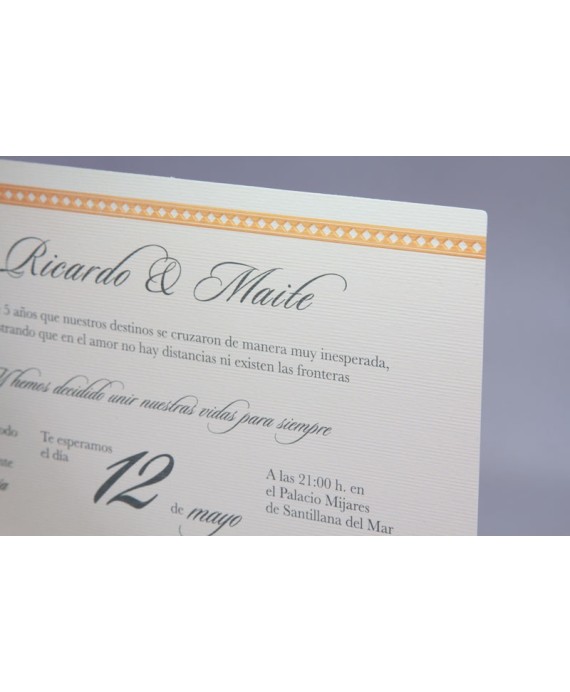 Ricardo & Maite
5 años que nuestros destinos se cruzaron de manera muy inesperada,
trando que en el amor no hay distancias ni existen las fronteras
Y hemos decidido unir nuestras vidas para siempre
Te esperamos
el día
12
de mayo
A las 21:00 h. en
el Palacio Mijares
de Santillana del Mar